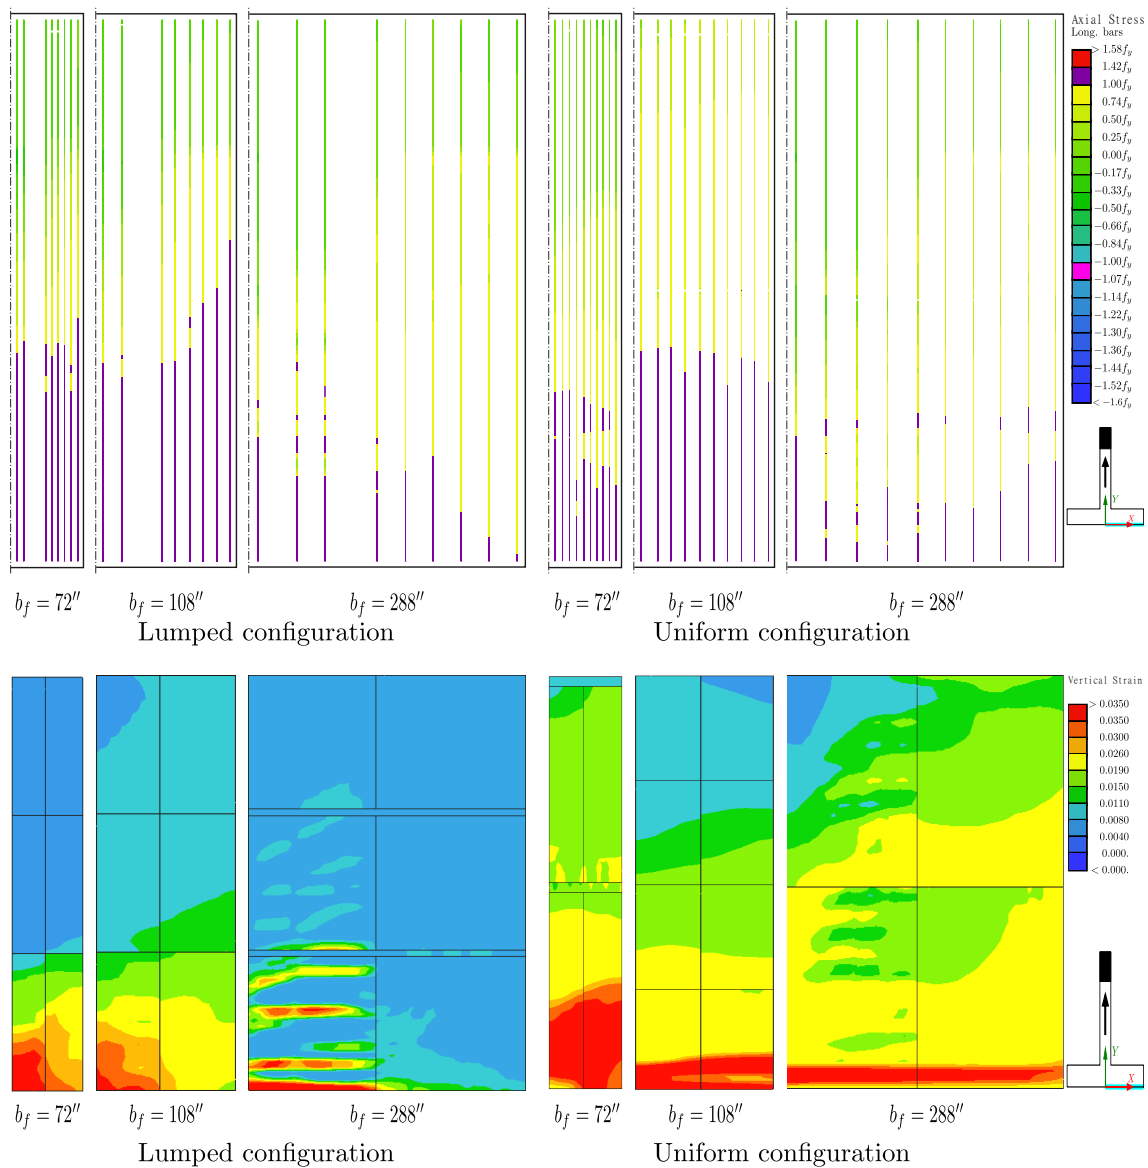 Axial Stress
Long. bars
> 1.58f_y
1.42f_y
1.00f_y
0.74f_y
0.50f_y
0.25f_y
0.00f_y
−0.17f_y
−0.33f_y
−0.50f_y
−0.66f_y
−0.84f_y
−1.00f_y
−1.07f_y
−1.14f_y
−1.22f_y
−1.30f_y
−1.36f_y
−1.44f_y
−1.52f_y
< −1.6f_y
Y
X
b_f = 72″ b_f = 108″ b_f = 288″ b_f = 72″ b_f = 108″ b_f = 288″
Lumped configuration Uniform configuration
Vertical Strain
> 0.0350
0.0350
0.0300
0.0260
0.0190
0.0150
0.0110
0.0080
0.0040
0.000.
< 0.000.
Y
X
b_f = 72″ b_f = 108″ b_f = 288″ b_f = 72″ b_f = 108″ b_f = 288″
Lumped configuration Uniform configuration